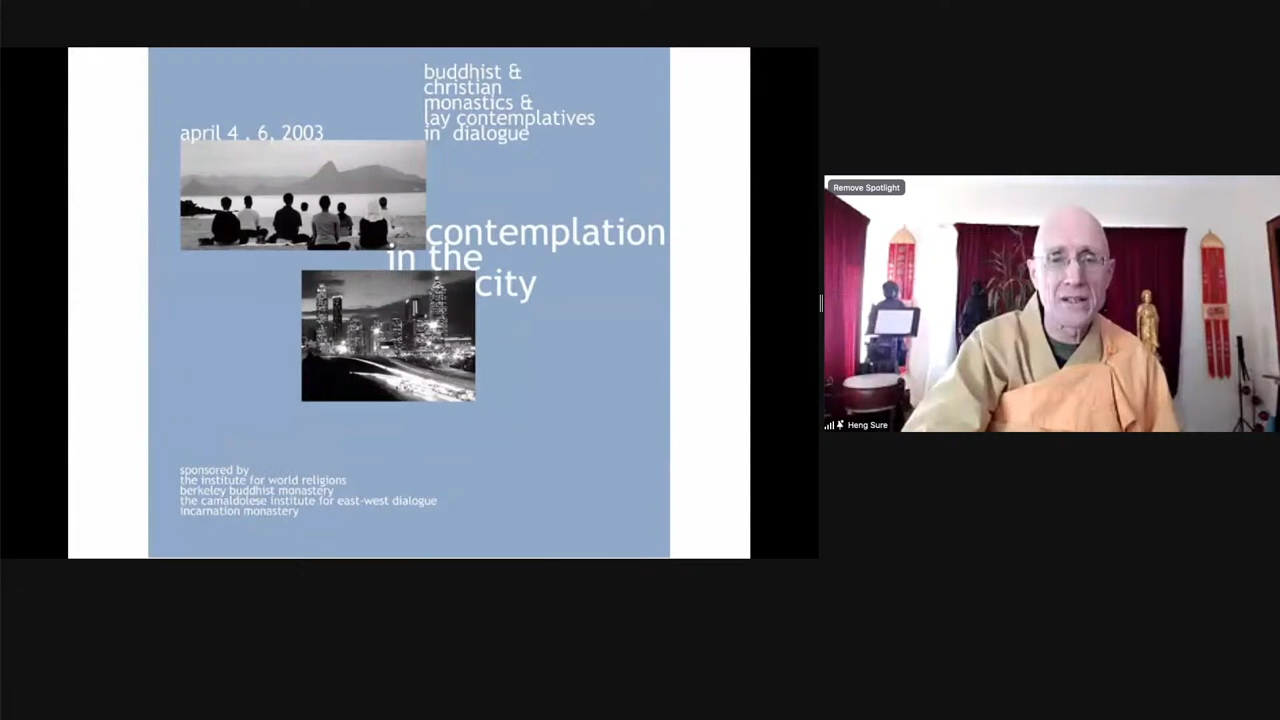 buddhist &
christian
monastics &
lay contemplatives
in dialogue
april 4 . 6, 2003
contemplation
in the
city
sponsored by
the institute for world religions
berkeley buddhist monastery
the camaldolese institute for east-west dialogue
incarnation monastery
Remove Spotlight
Heng Sure